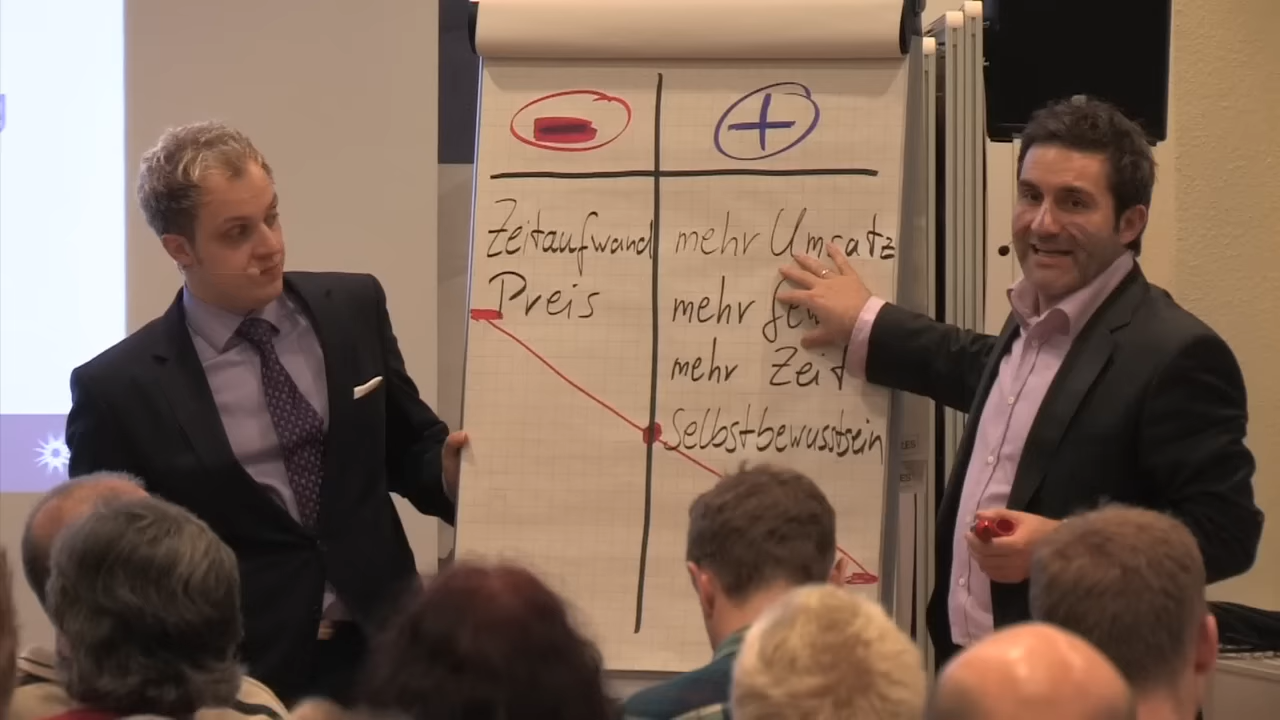 Zeitaufwand
Preis
mehr Umsatz
mehr
mehr Zeit
Selbstbewusstsein